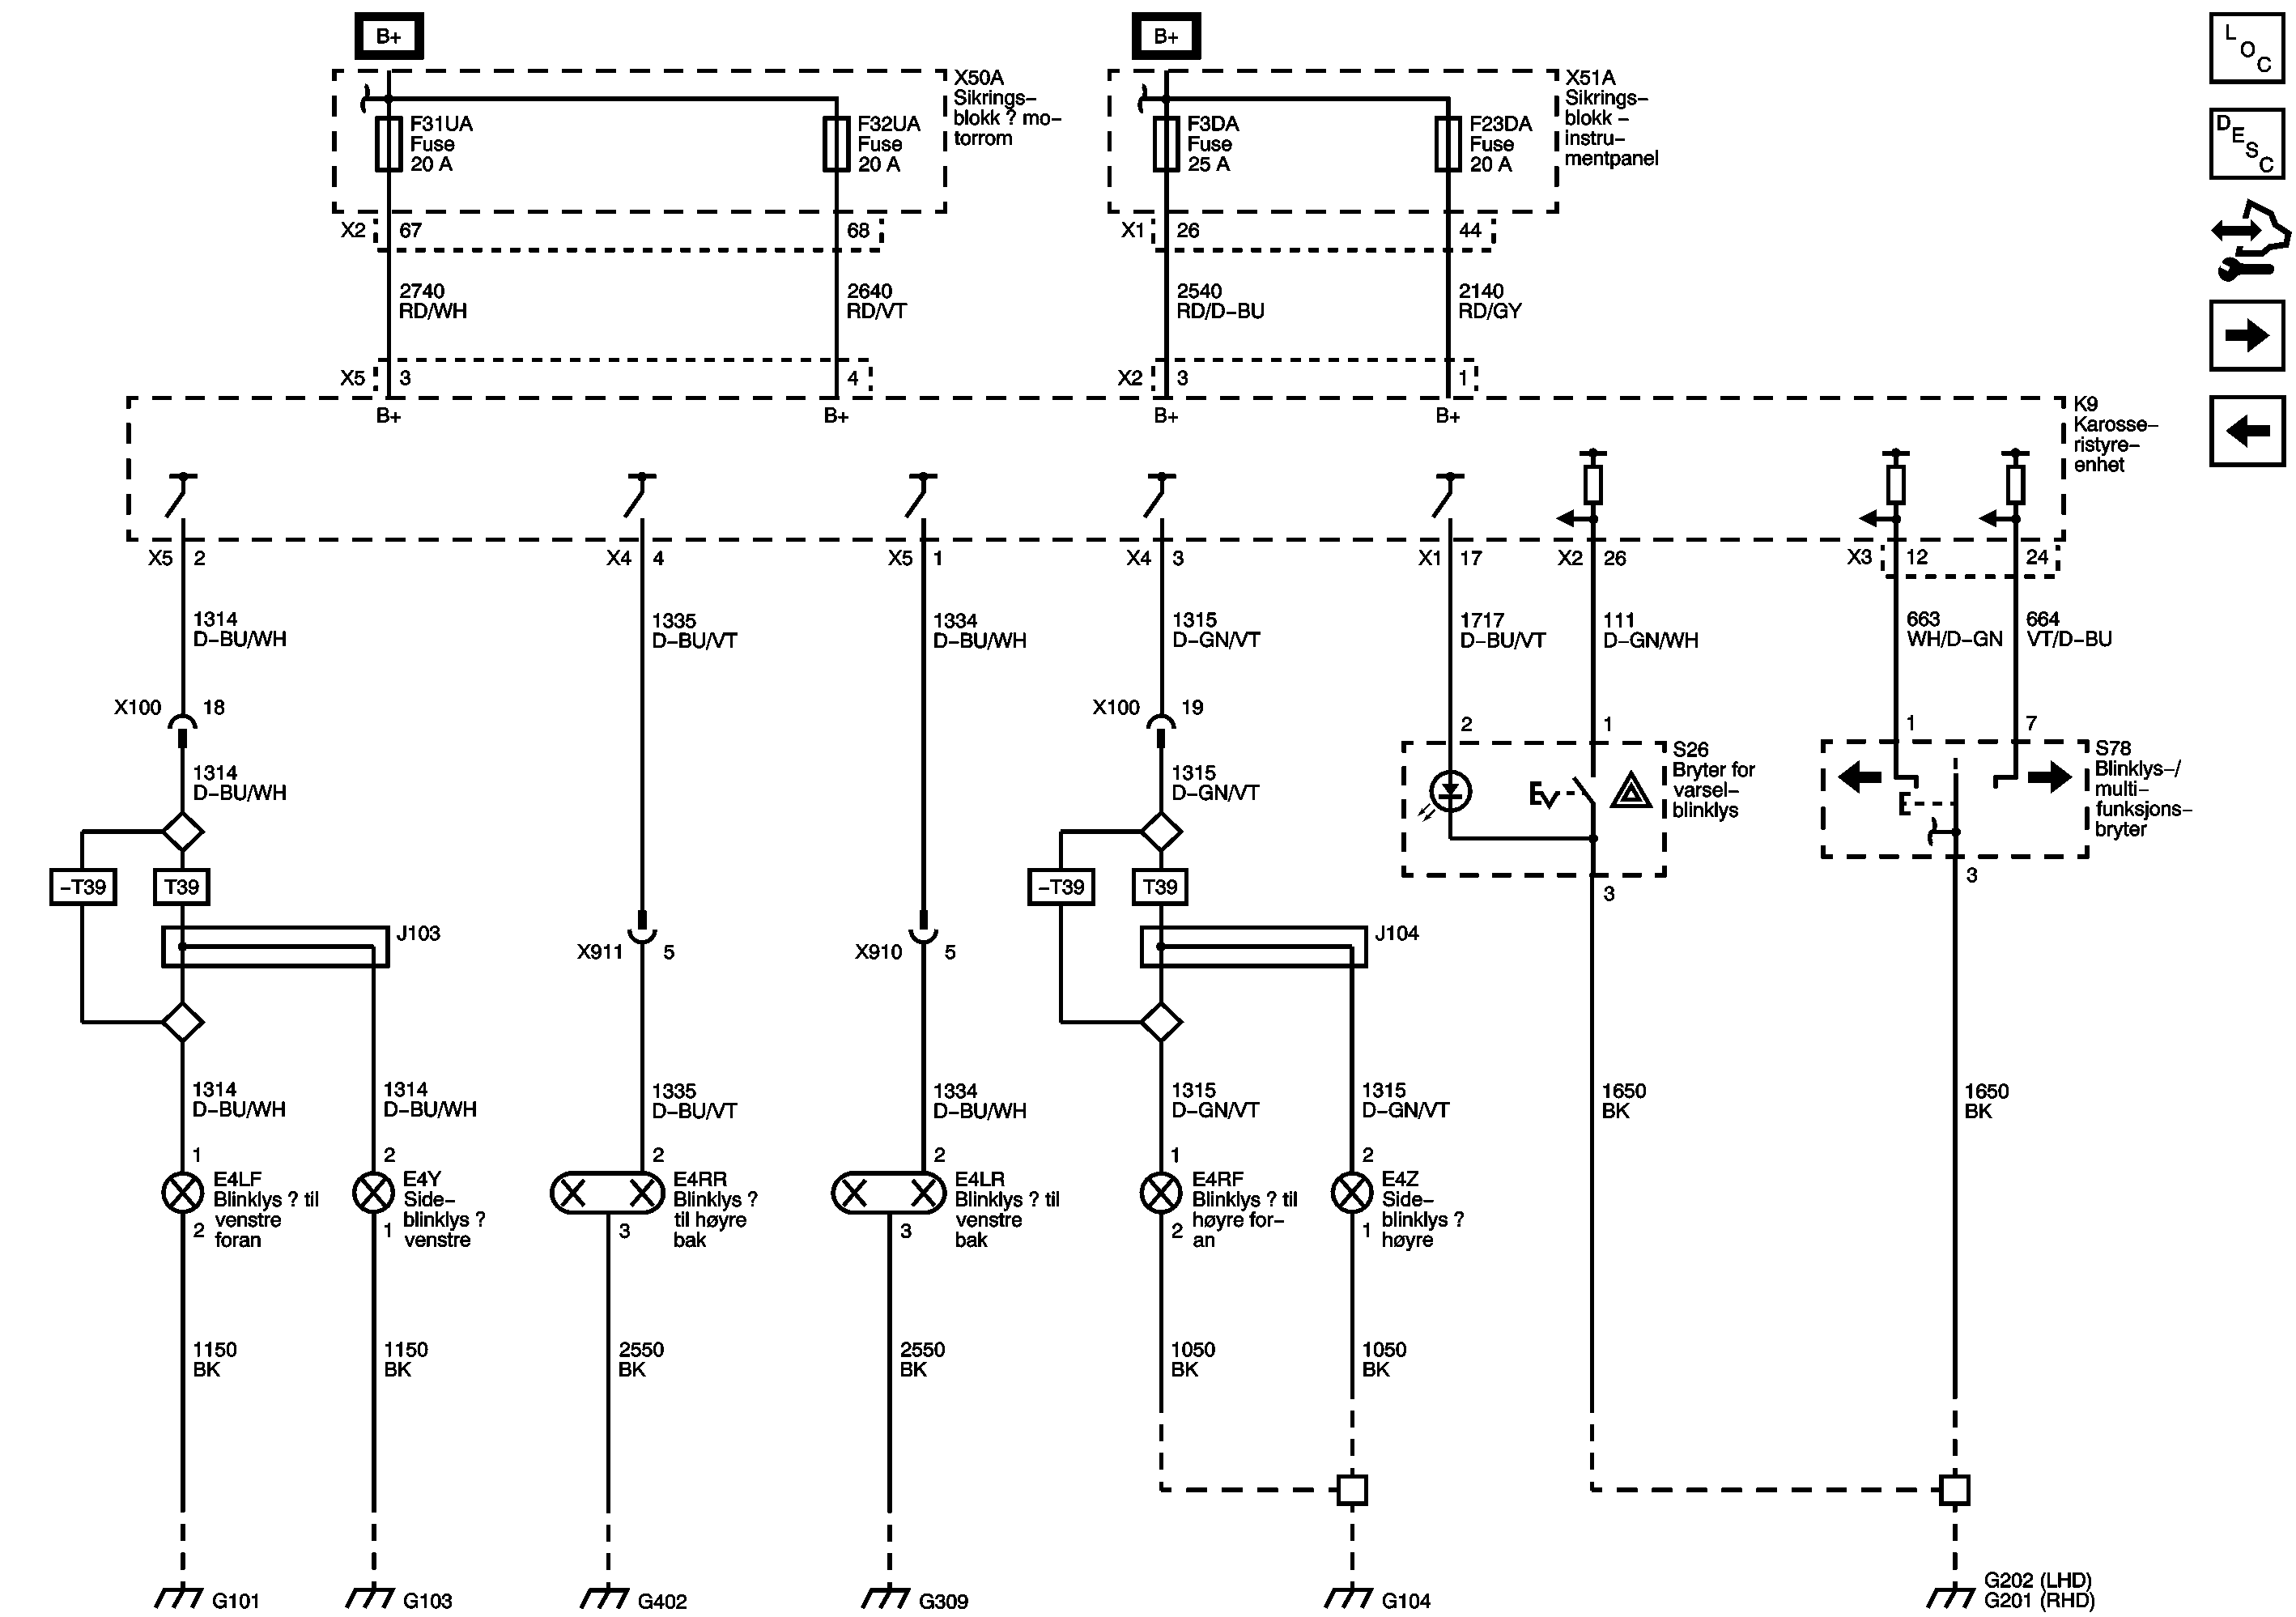 B+
B+
L
O
C
X50A
Sikrings–
blokk ? mo–
torrom
F31UA
Fuse
20 A
F32UA
Fuse
20 A
X51A
Sikrings–
blokk –
instru–
mentpanel
F3DA
Fuse
25 A
F23DA
Fuse
20 A
D
E
S
C
X2
67
68
X1
26
44
2740
RD/WH
2640
RD/VT
2540
RD/D–BU
2140
RD/GY
X5
3
4
X2
3
1
B+
B+
B+
B+
K9
Karosse–
ristyre–
enhet
X5
2
X4
4
X5
1
X4
3
X1
17
X2
26
X3
12
24
1314
D–BU/WH
1335
D–BU/VT
1334
D–BU/WH
1315
D–GN/VT
1717
D–BU/VT
111
D–GN/WH
663
WH/D–GN
664
VT/D–BU
X100
18
X100
19
2
1
1
7
1314
D–BU/WH
1315
D–GN/VT
S26
Bryter for
varsel–
blinklys
S78
Blinklys–/
multi–
funksjons–
bryter
–T39
T39
–T39
T39
3
3
J103
J104
X911
5
X910
5
1314
D–BU/WH
1314
D–BU/WH
1335
D–BU/VT
1334
D–BU/WH
1315
D–GN/VT
1315
D–GN/VT
1650
BK
1650
BK
1
2
2
2
1
2
E4LF
Blinklys ? til
venstre
foran
E4Y
Side–
blinklys ?
venstre
E4RR
Blinklys ?
til høyre
bak
E4LR
Blinklys ? til
venstre
bak
E4RF
Blinklys ? til
høyre for–
an
E4Z
Side–
blinklys ?
høyre
2
1
3
3
2
1
1150
BK
1150
BK
2550
BK
2550
BK
1050
BK
1050
BK
G101
G103
G402
G309
G104
G202 (LHD)
G201 (RHD)